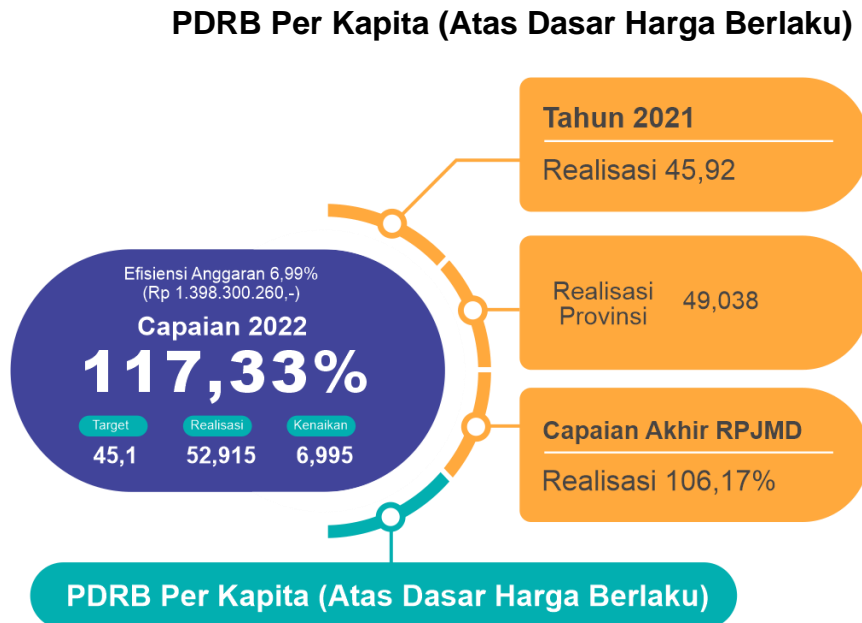 PDRB Per Kapita (Atas Dasar Harga Berlaku)
Tahun 2021
Realisasi 45,92
Efisiensi Anggaran 6,99%
(Rp 1.398.300.260,-)
Capaian 2022
117,33%
Target
Realisasi
Kenaikan
45,1
52,915
6,995
Realisasi
Provinsi
49,038
Capaian Akhir RPJMD
Realisasi 106,17%
PDRB Per Kapita (Atas Dasar Harga Berlaku)